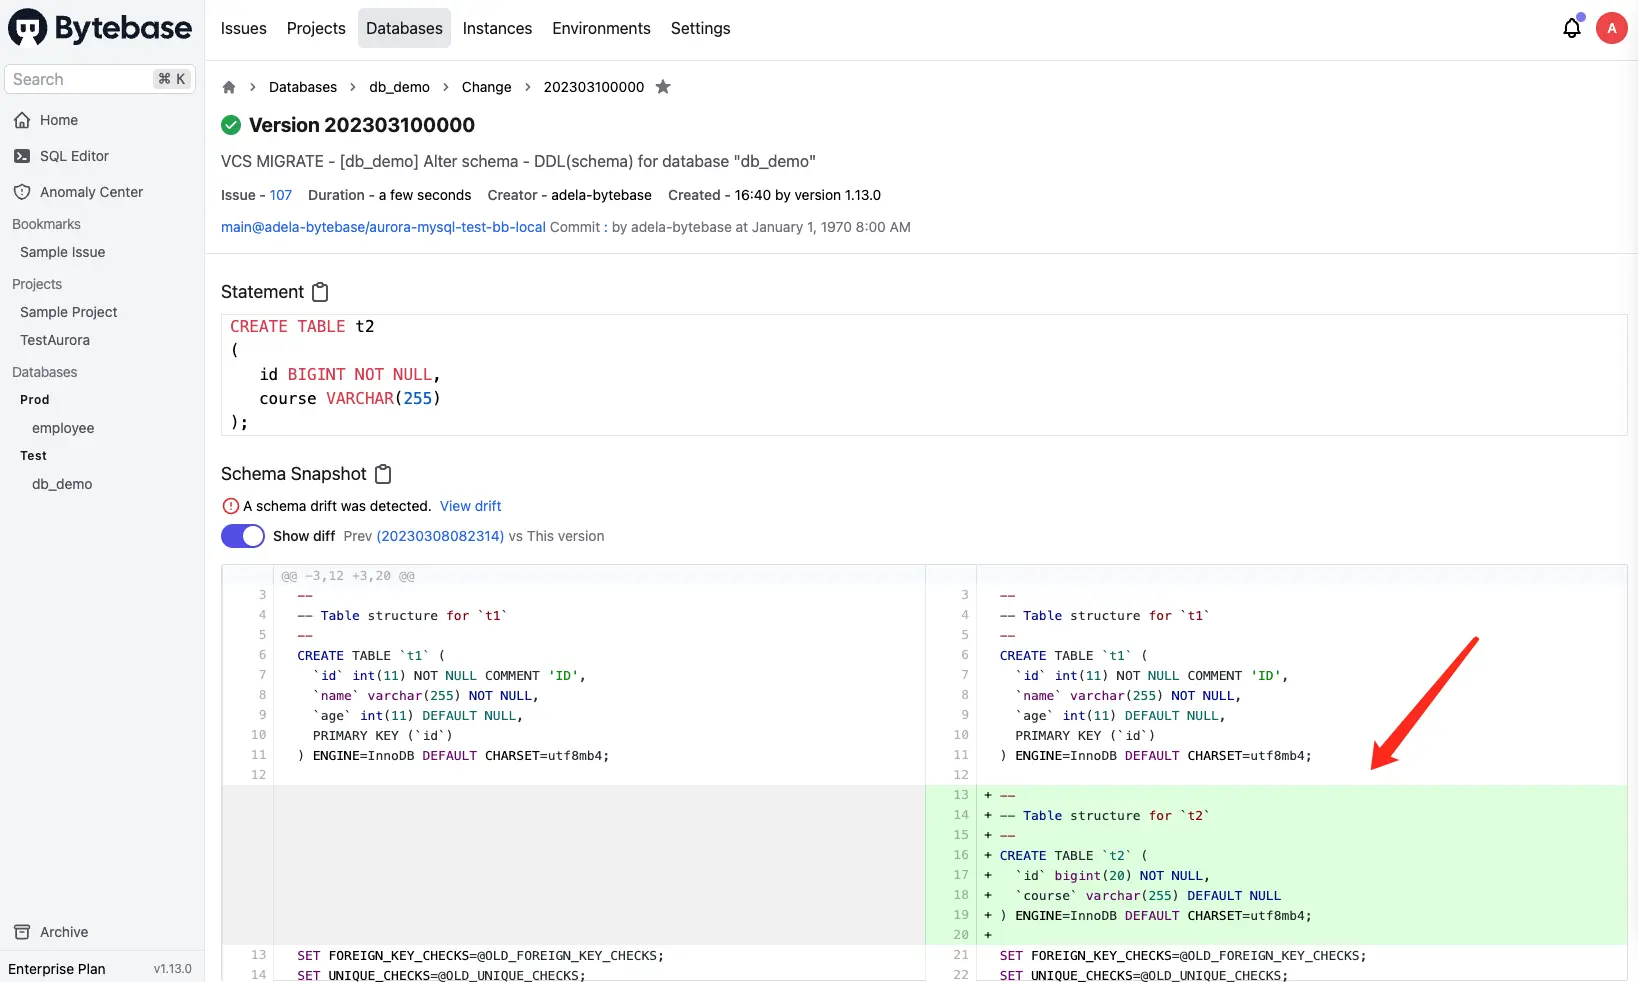 Bytebase
Issues Projects Databases Instances Environments Settings
A
Search ⌘ K
Home
SQL Editor
Anomaly Center
Bookmarks
Sample Issue
Projects
Sample Project
TestAurora
Databases
Prod
employee
Test
db_demo
Archive
Enterprise Plan v1.13.0
Databases > db_demo > Change > 202303100000
Version 202303100000
VCS MIGRATE - [db_demo] Alter schema - DDL(schema) for database "db_demo"
Issue - 107 Duration - a few seconds Creator - adela-bytebase Created - 16:40 by version 1.13.0
main@adela-bytebase/aurora-mysql-test-bb-local Commit : by adela-bytebase at January 1, 1970 8:00 AM
Statement
CREATE TABLE t2
(
id BIGINT NOT NULL,
course VARCHAR(255)
);
Schema Snapshot
A schema drift was detected. View drift
Show diff Prev (20230308082314) vs This version
@@ -3,12 +3,20 @@
3 --
4 -- Table structure for `t1`
5 --
6 CREATE TABLE `t1` (
7 `id` int(11) NOT NULL COMMENT 'ID',
8 `name` varchar(255) NOT NULL,
9 `age` int(11) DEFAULT NULL,
10 PRIMARY KEY (`id`)
11 ) ENGINE=InnoDB DEFAULT CHARSET=utf8mb4;
12
13 SET FOREIGN_KEY_CHECKS=@OLD_FOREIGN_KEY_CHECKS;
14 SET UNIQUE_CHECKS=@OLD_UNIQUE_CHECKS;
3 --
4 -- Table structure for `t1`
5 --
6 CREATE TABLE `t1` (
7 `id` int(11) NOT NULL COMMENT 'ID',
8 `name` varchar(255) NOT NULL,
9 `age` int(11) DEFAULT NULL,
10 PRIMARY KEY (`id`)
11 ) ENGINE=InnoDB DEFAULT CHARSET=utf8mb4;
12
13 + --
14 + -- Table structure for `t2`
15 + --
16 + CREATE TABLE `t2` (
17 + `id` bigint(20) NOT NULL,
18 + `course` varchar(255) DEFAULT NULL
19 + ) ENGINE=InnoDB DEFAULT CHARSET=utf8mb4;
20 +
21 SET FOREIGN_KEY_CHECKS=@OLD_FOREIGN_KEY_CHECKS;
22 SET UNIQUE_CHECKS=@OLD_UNIQUE_CHECKS;